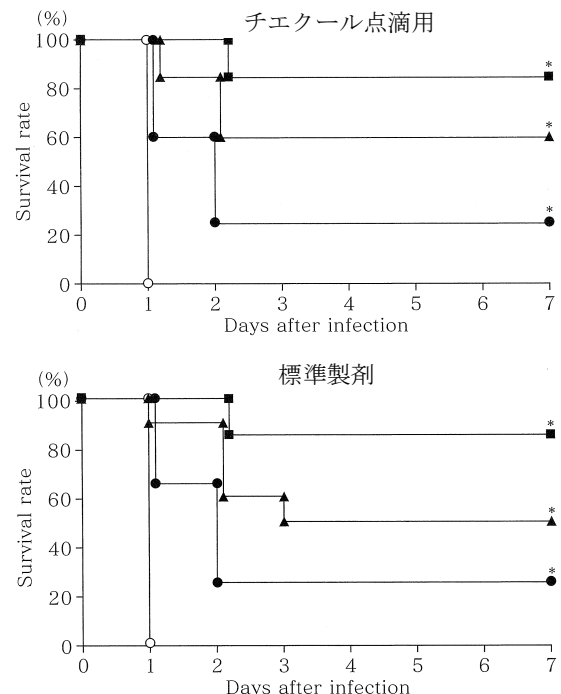 チエクール点滴用
(%)
100
80
60
40
20
0
Survival rate
*
*
*
0 1 2 3 4 5 6 7
Days after infection
標準製剤
(%)
100
80
60
40
20
0
Survival rate
*
*
*
0 1 2 3 4 5 6 7
Days after infection